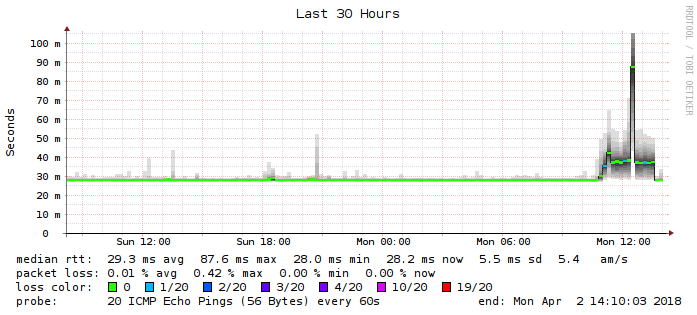 Last 30 Hours
RRDTOOL / TOBI OETIKER
Seconds
100 m
90 m
80 m
70 m
60 m
50 m
40 m
30 m
20 m
10 m
0
Sun 12:00 Sun 18:00 Mon 00:00 Mon 06:00 Mon 12:00
median rtt: 29.3 ms avg 87.6 ms max 28.0 ms min 28.2 ms now 5.5 ms sd 5.4 am/s
packet loss: 0.01 % avg 0.42 % max 0.00 % min 0.00 % now
loss color: 0 1/20 2/20 3/20 4/20 10/20 19/20
probe: 20 ICMP Echo Pings (56 Bytes) every 60s end: Mon Apr 2 14:10:03 2018